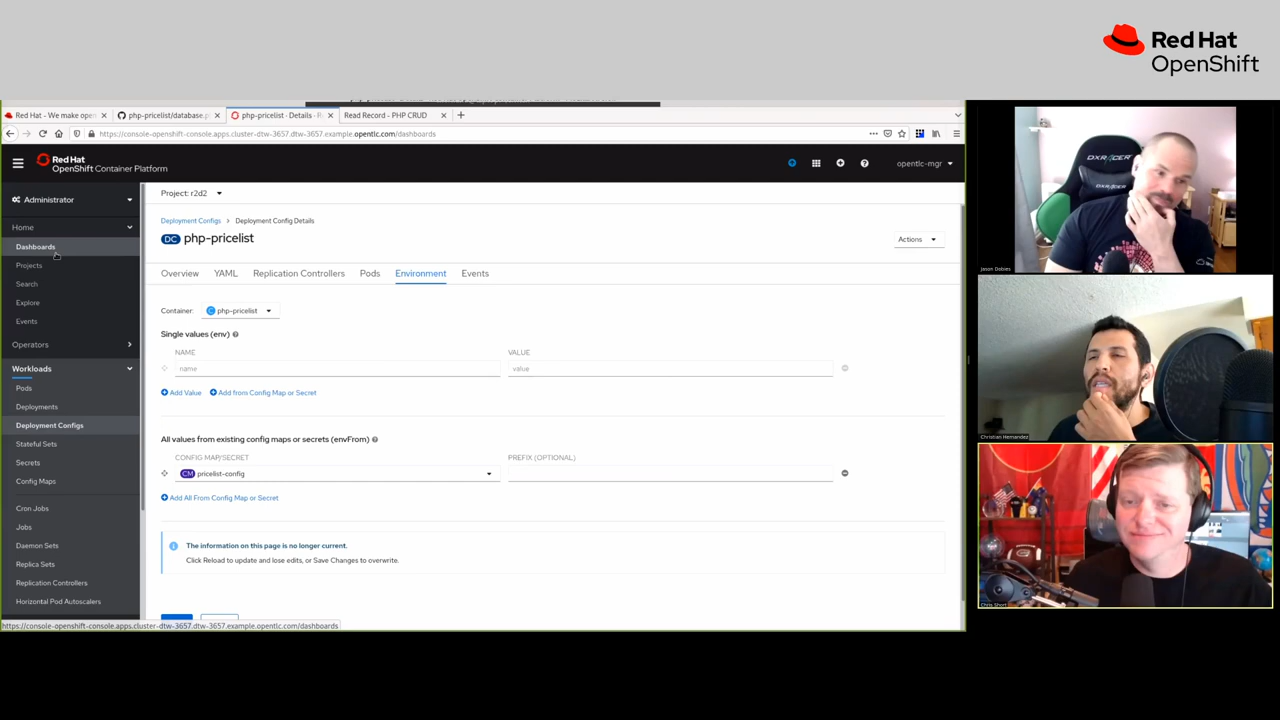 Red Hat
OpenShift
Red Hat - We make open
php-pricelist/database.p
php-pricelist · Details · R
Read Record - PHP CRUD
https://console-openshift-console.apps.cluster-dtw-3657.dtw-3657.example.opentlc.com/dashboards
Red Hat
OpenShift Container Platform
opentlc-mgr
Administrator
Home
Dashboards
Projects
Search
Explore
Events
Operators
Workloads
Pods
Deployments
Deployment Configs
Stateful Sets
Secrets
Config Maps
Cron Jobs
Jobs
Daemon Sets
Replica Sets
Replication Controllers
Horizontal Pod Autoscalers
Project: r2d2
Deployment Configs > Deployment Config Details
DC php-pricelist
Actions
Overview YAML Replication Controllers Pods Environment Events
Container: C php-pricelist
Single values (env)
NAME VALUE
name value
Add Value Add from Config Map or Secret
All values from existing config maps or secrets (envFrom)
CONFIG MAP/SECRET PREFIX (OPTIONAL)
CM pricelist-config
Add All From Config Map or Secret
The information on this page is no longer current.
Click Reload to update and lose edits, or Save Changes to overwrite.
https://console-openshift-console.apps.cluster-dtw-3657.dtw-3657.example.opentlc.com/dashboards
DXRACER
DXRACER
Jason Dobies
Christian Hernandez
Chris Short